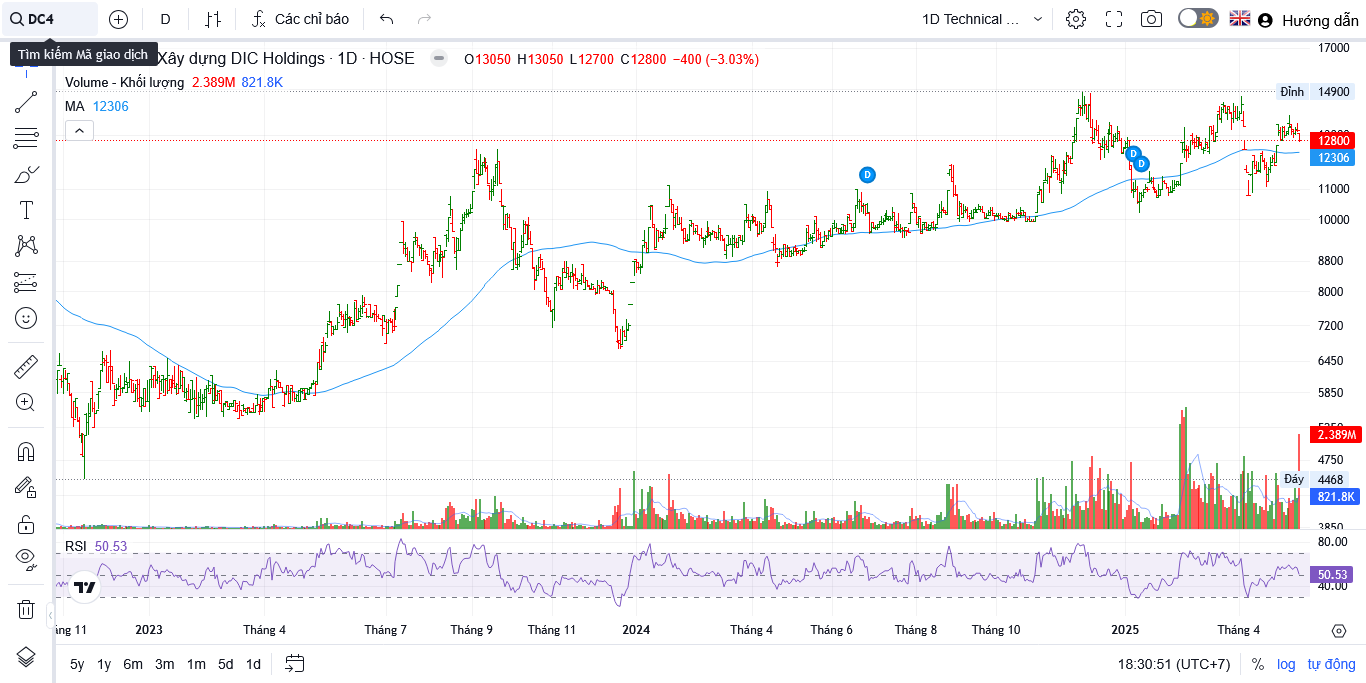 DC4 D Các chỉ báo 1D Technical ... Hướng dẫn
Tìm kiếm Mã giao dịch
Xây dựng DIC Holdings · 1D · HOSE O13050 H13050 L12700 C12800 −400 (−3.03%)
Volume - Khối lượng 2.389M 821.8K
MA 12306
17000
Đỉnh 14900
12800
12306
D
D
D
11000
10000
8800
8000
7200
6450
5850
2.389M
4750
Đáy 4468
821.8K
3850
RSI 50.53
80.00
50.53
40.00
2023 Tháng 4 Tháng 7 Tháng 9 Tháng 11 2024 Tháng 4 Tháng 6 Tháng 8 Tháng 10 2025 Tháng 4
5y 1y 6m 3m 1m 5d 1d 18:30:51 (UTC+7) % log tự động